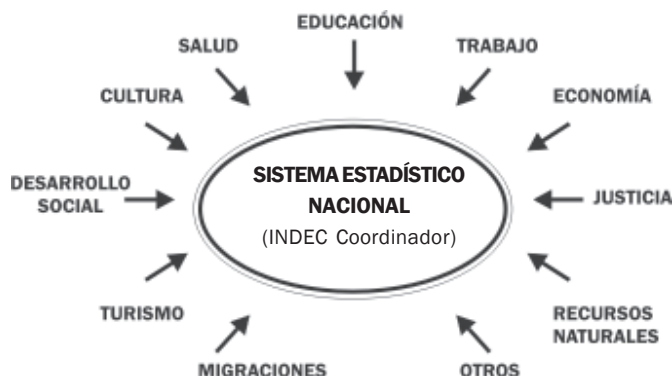 EDUCACIÓN
SALUD
TRABAJO
CULTURA
ECONOMÍA
SISTEMA ESTADÍSTICO
NACIONAL
(INDEC Coordinador)
DESARROLLO
SOCIAL
JUSTICIA
TURISMO
RECURSOS
NATURALES
MIGRACIONES
OTROS